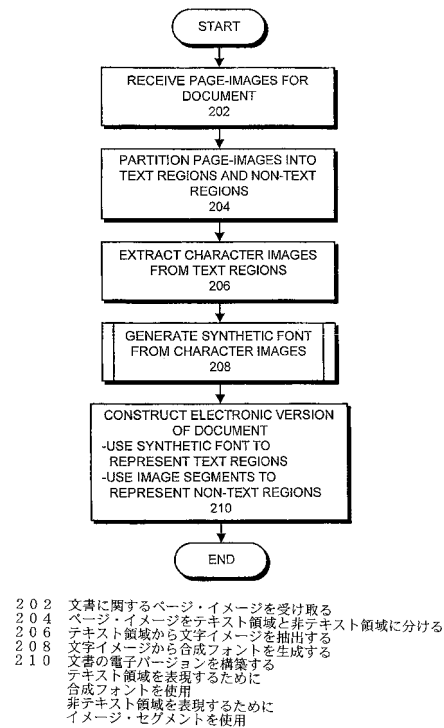 START
RECEIVE PAGE-IMAGES FOR
DOCUMENT
202
PARTITION PAGE-IMAGES INTO
TEXT REGIONS AND NON-TEXT
REGIONS
204
EXTRACT CHARACTER IMAGES
FROM TEXT REGIONS
206
GENERATE SYNTHETIC FONT
FROM CHARACTER IMAGES
208
CONSTRUCT ELECTRONIC VERSION
OF DOCUMENT
-USE SYNTHETIC FONT TO
REPRESENT TEXT REGIONS
-USE IMAGE SEGMENTS TO
REPRESENT NON-TEXT REGIONS
210
END
202 文書に関するページ・イメージを受け取る
204 ページ・イメージをテキスト領域と非テキスト領域に分ける
206 テキスト領域から文字イメージを抽出する
208 文字イメージから合成フォントを生成する
210 文書の電子バージョンを構築する
テキスト領域を表現するために
合成フォントを使用
非テキスト領域を表現するために
イメージ・セグメントを使用